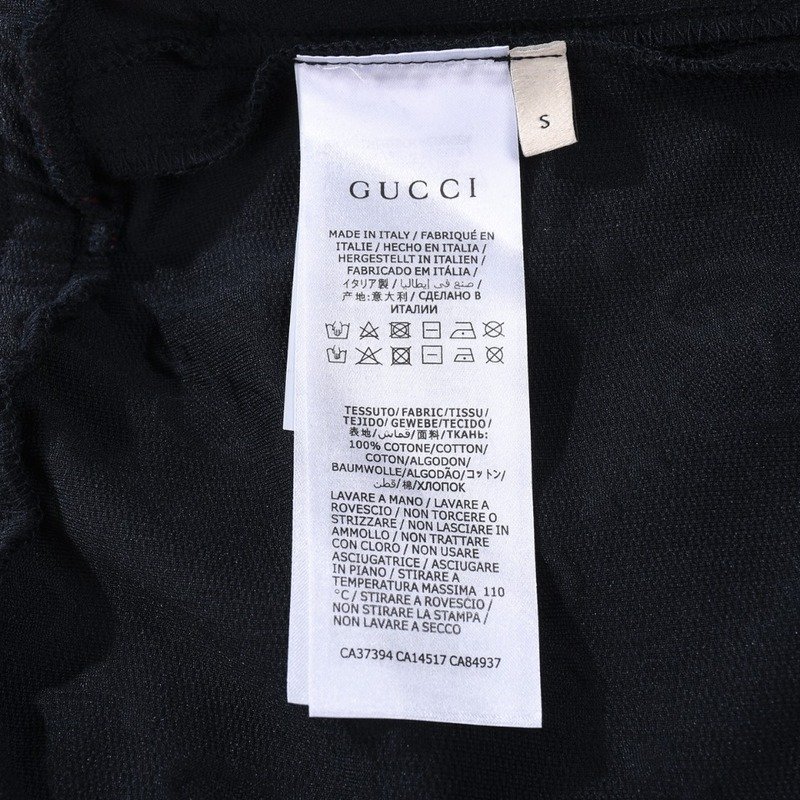 S
GUCCI
MADE IN ITALY / FABRIQUÉ EN
ITALIE / HECHO EN ITALIA /
HERGESTELLT IN ITALIEN /
FABRICADO EM ITÁLIA /
イタリア製 / صنع في إيطاليا /
产地:意大利 / СДЕЛАНО В
ИТАЛИИ
TESSUTO/FABRIC/TISSU/
TEJIDO/ GEWEBE/TECIDO/
表地/قماش/面料/ТКАНЬ:
100% COTONE/COTTON/
COTON/ALGODON/
BAUMWOLLE/ALGODÃO/コットン/
قطن/棉/ХЛОПОК
LAVARE A MANO / LAVARE A
ROVESCIO / NON TORCERE O
STRIZZARE / NON LASCIARE IN
AMMOLLO / NON TRATTARE
CON CLORO / NON USARE
ASCIUGATRICE / ASCIUGARE
IN PIANO / STIRARE A
TEMPERATURA MASSIMA 110
°C / STIRARE A ROVESCIO /
NON STIRARE LA STAMPA /
NON LAVARE A SECCO
CA37394 CA14517 CA84937